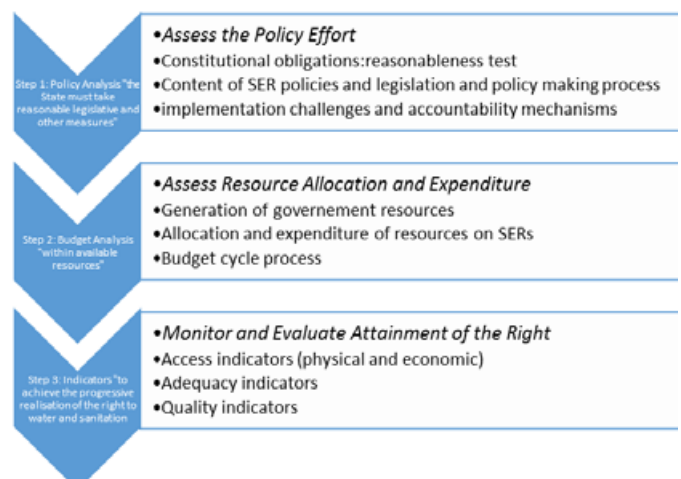 Step 1: Policy Analysis "the
State must take
reasonable legislative and
other measures"
•Assess the Policy Effort
•Constitutional obligations:reasonableness test
•Content of SER policies and legislation and policy making process
•implementation challenges and accountability mechanisms
Step 2: Budget Analysis
"within available
resources"
•Assess Resource Allocation and Expenditure
•Generation of governement resources
•Allocation and expenditure of resources on SERs
•Budget cycle process
Step 3: Indicators "to
achieve the progressive
realisation of the right to
water and sanitation
•Monitor and Evaluate Attainment of the Right
•Access indicators (physical and economic)
•Adequacy indicators
•Quality indicators